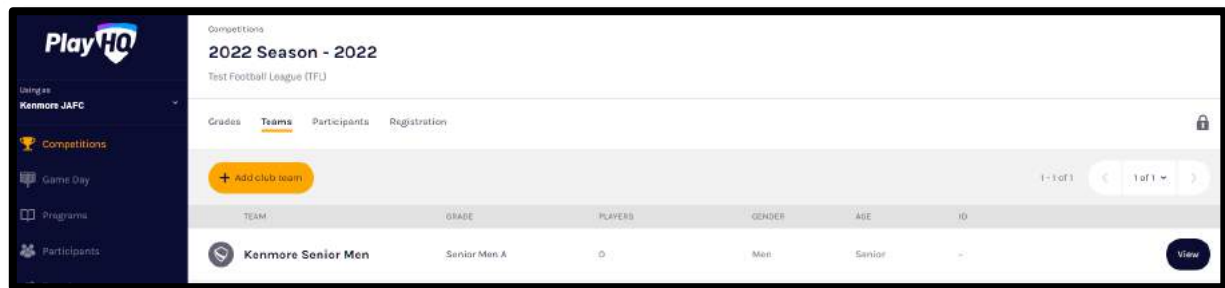 PlayHQ
Using as
Kenmore JAFC
Competitions
Game Day
Programs
Participants
Competitions
2022 Season - 2022
Test Football League (TFL)
Grades Teams Participants Registration
+ Add club team
1 - 1 of 1
1 of 1
TEAM GRADE PLAYERS GENDER AGE ID
Kenmore Senior Men Senior Men A 0 Men Senior -
View